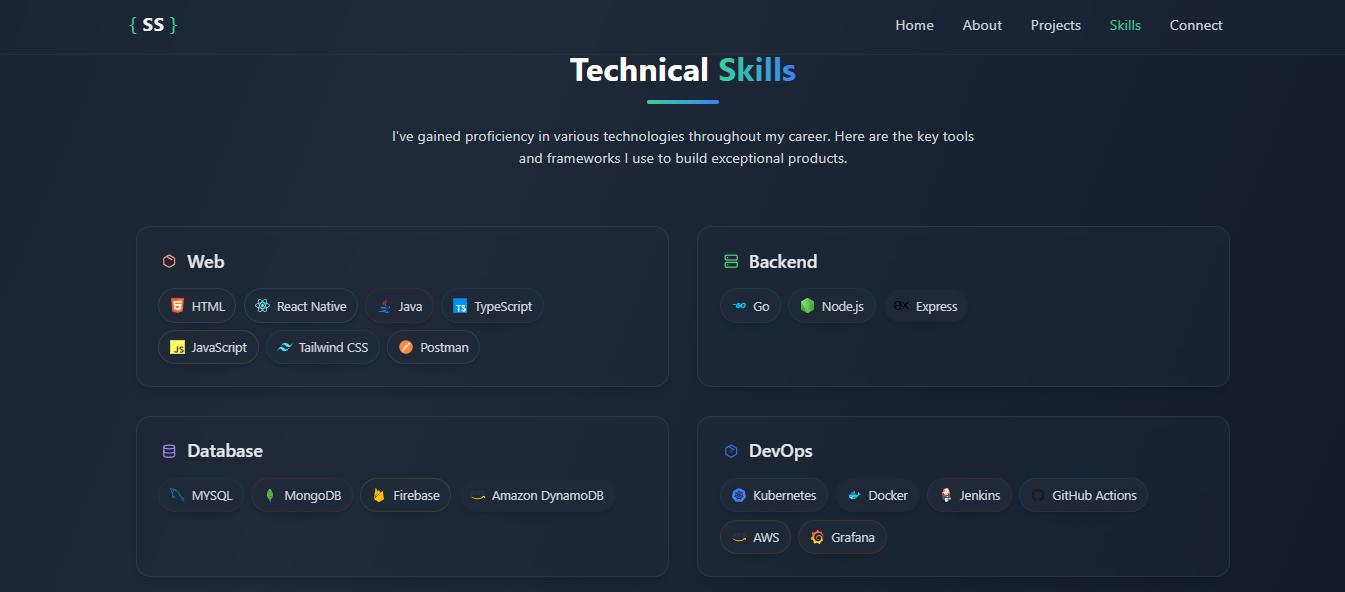 { SS }
Home About Projects Skills Connect
Technical Skills
I've gained proficiency in various technologies throughout my career. Here are the key tools
and frameworks I use to build exceptional products.
Web
HTML React Native Java TypeScript
JavaScript Tailwind CSS Postman
Backend
Go Node.js Express
Database
MYSQL MongoDB Firebase Amazon DynamoDB
DevOps
Kubernetes Docker Jenkins GitHub Actions
AWS Grafana